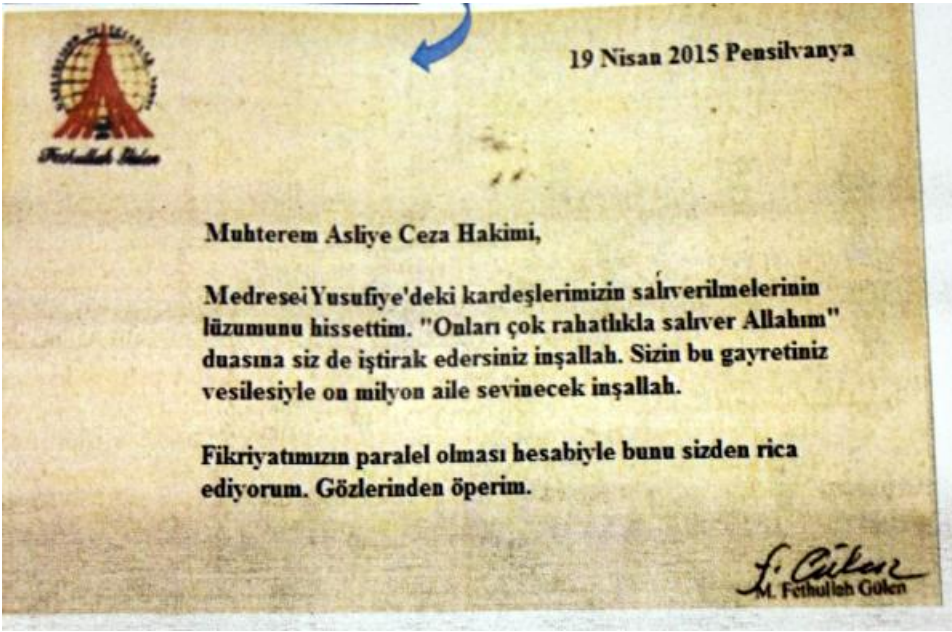 19 Nisan 2015 Pensilvanya
Fethullah Gülen
Muhterem Asliye Ceza Hakimi,
Medresei Yusufiye'deki kardeşlerimizin salıverilmelerinin
lüzumunu hissettim. "Onları çok rahatlıkla salıver Allahım"
duasına siz de iştirak edersiniz inşallah. Sizin bu gayretiniz
vesilesiyle on milyon aile sevinecek inşallah.
Fikriyatımızın paralel olması hesabiyle bunu sizden rica
ediyorum. Gözlerinden öperim.
f. Gülen
M. Fethullah Gülen